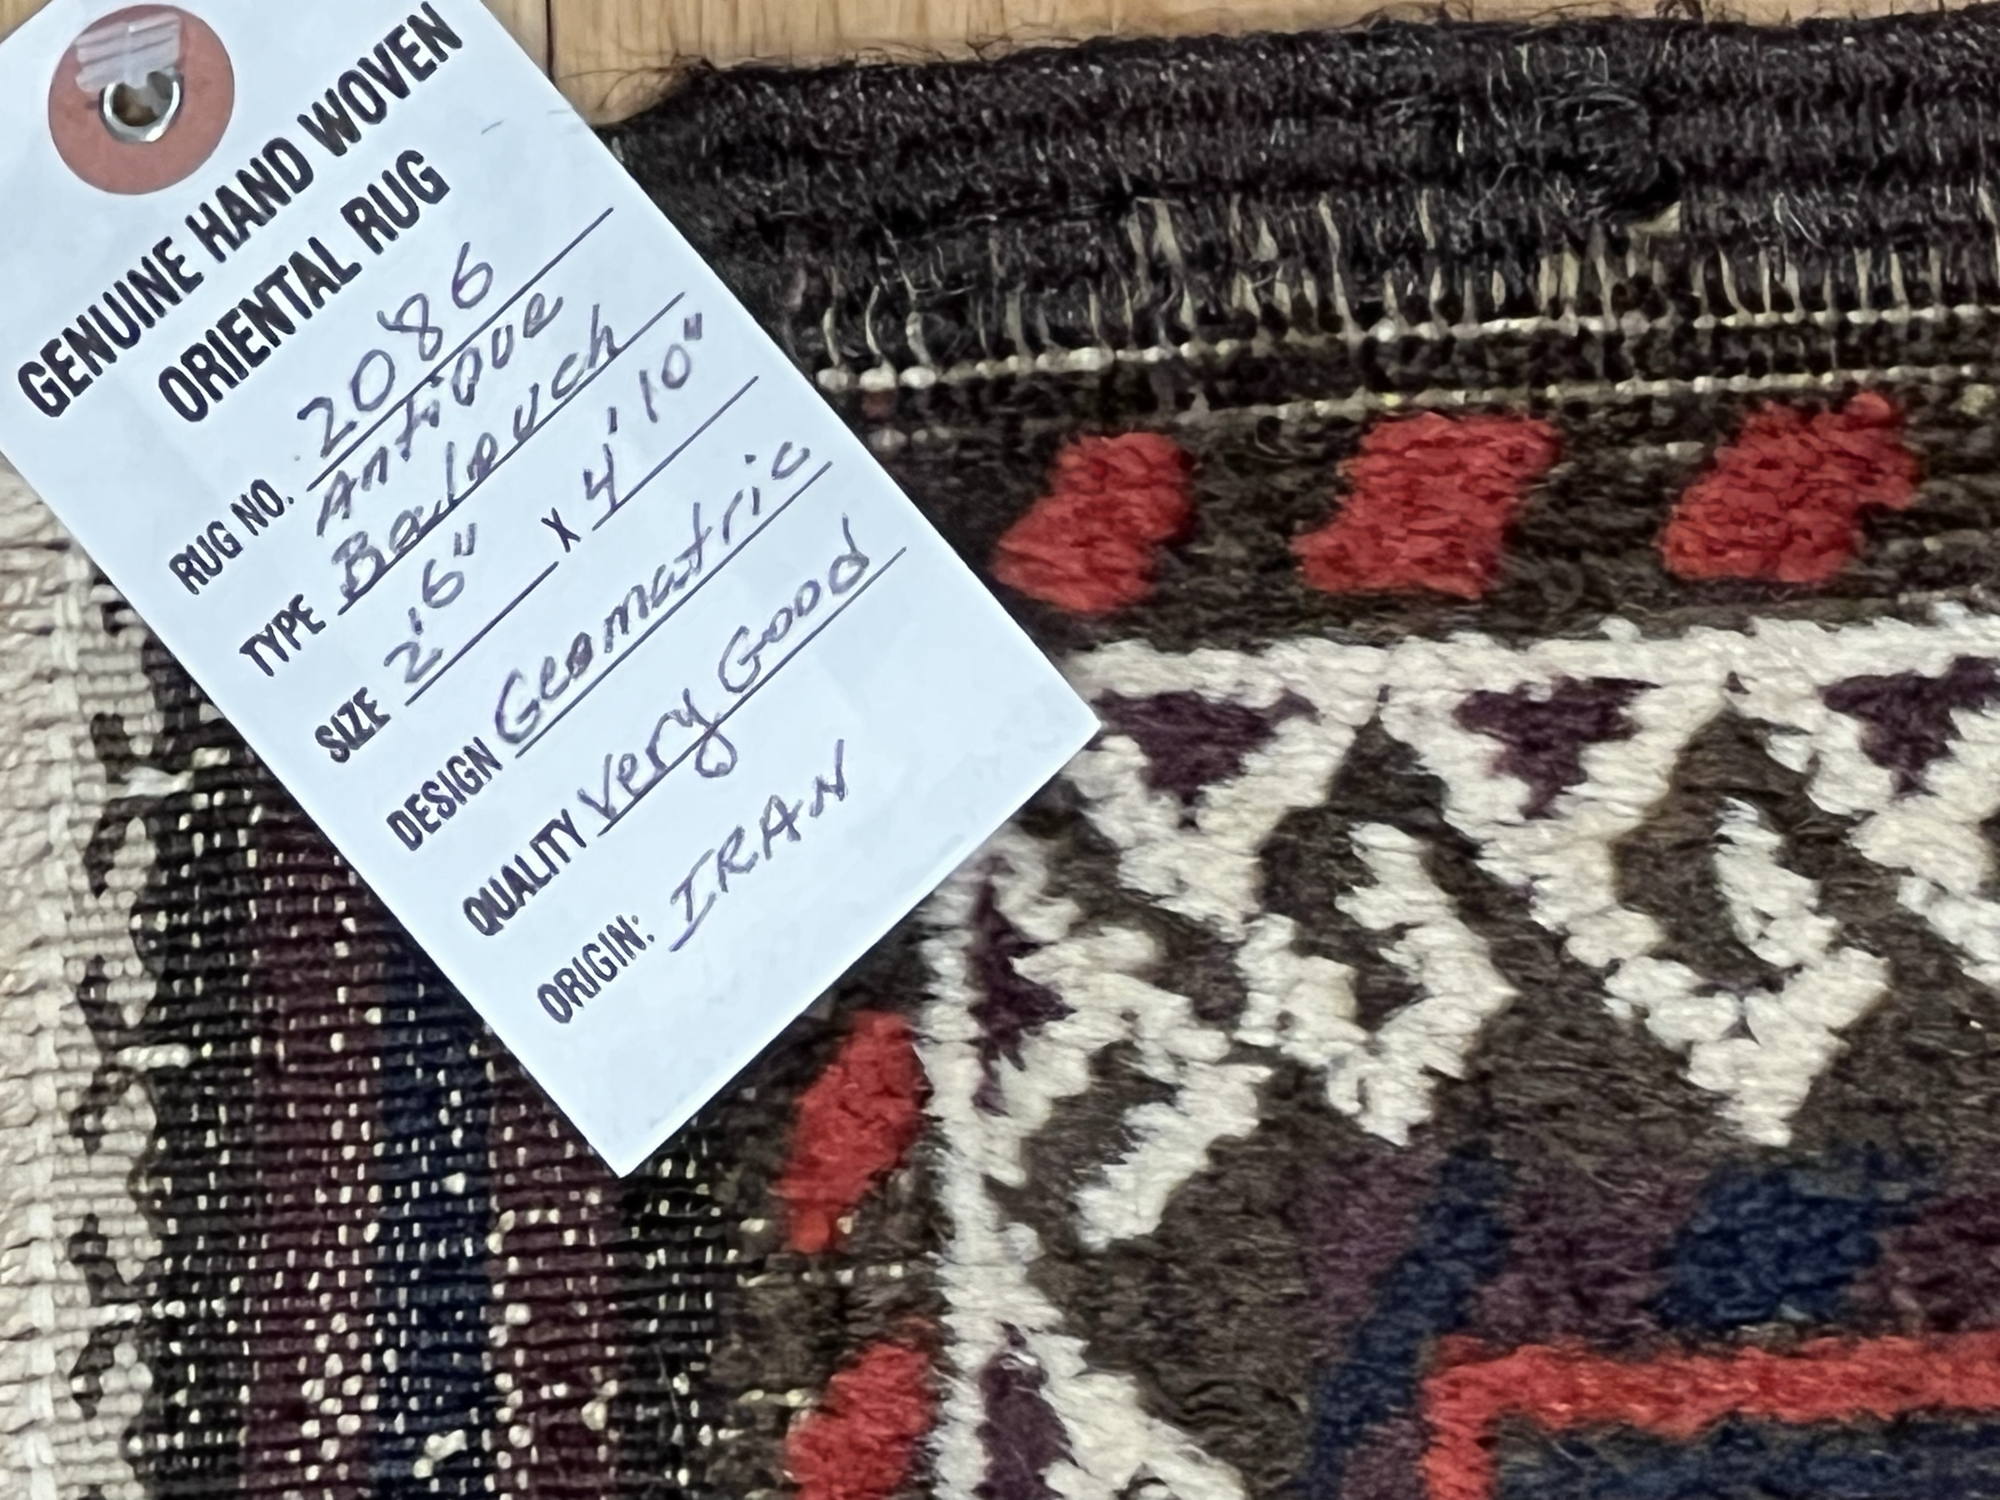 GENUINE HAND WOVEN
ORIENTAL RUG
RUG NO. 2086
Antique
TYPE Balouch
SIZE 2'6" X 4'10"
DESIGN Geomatric
QUALITY Very Good
ORIGIN: IRAN